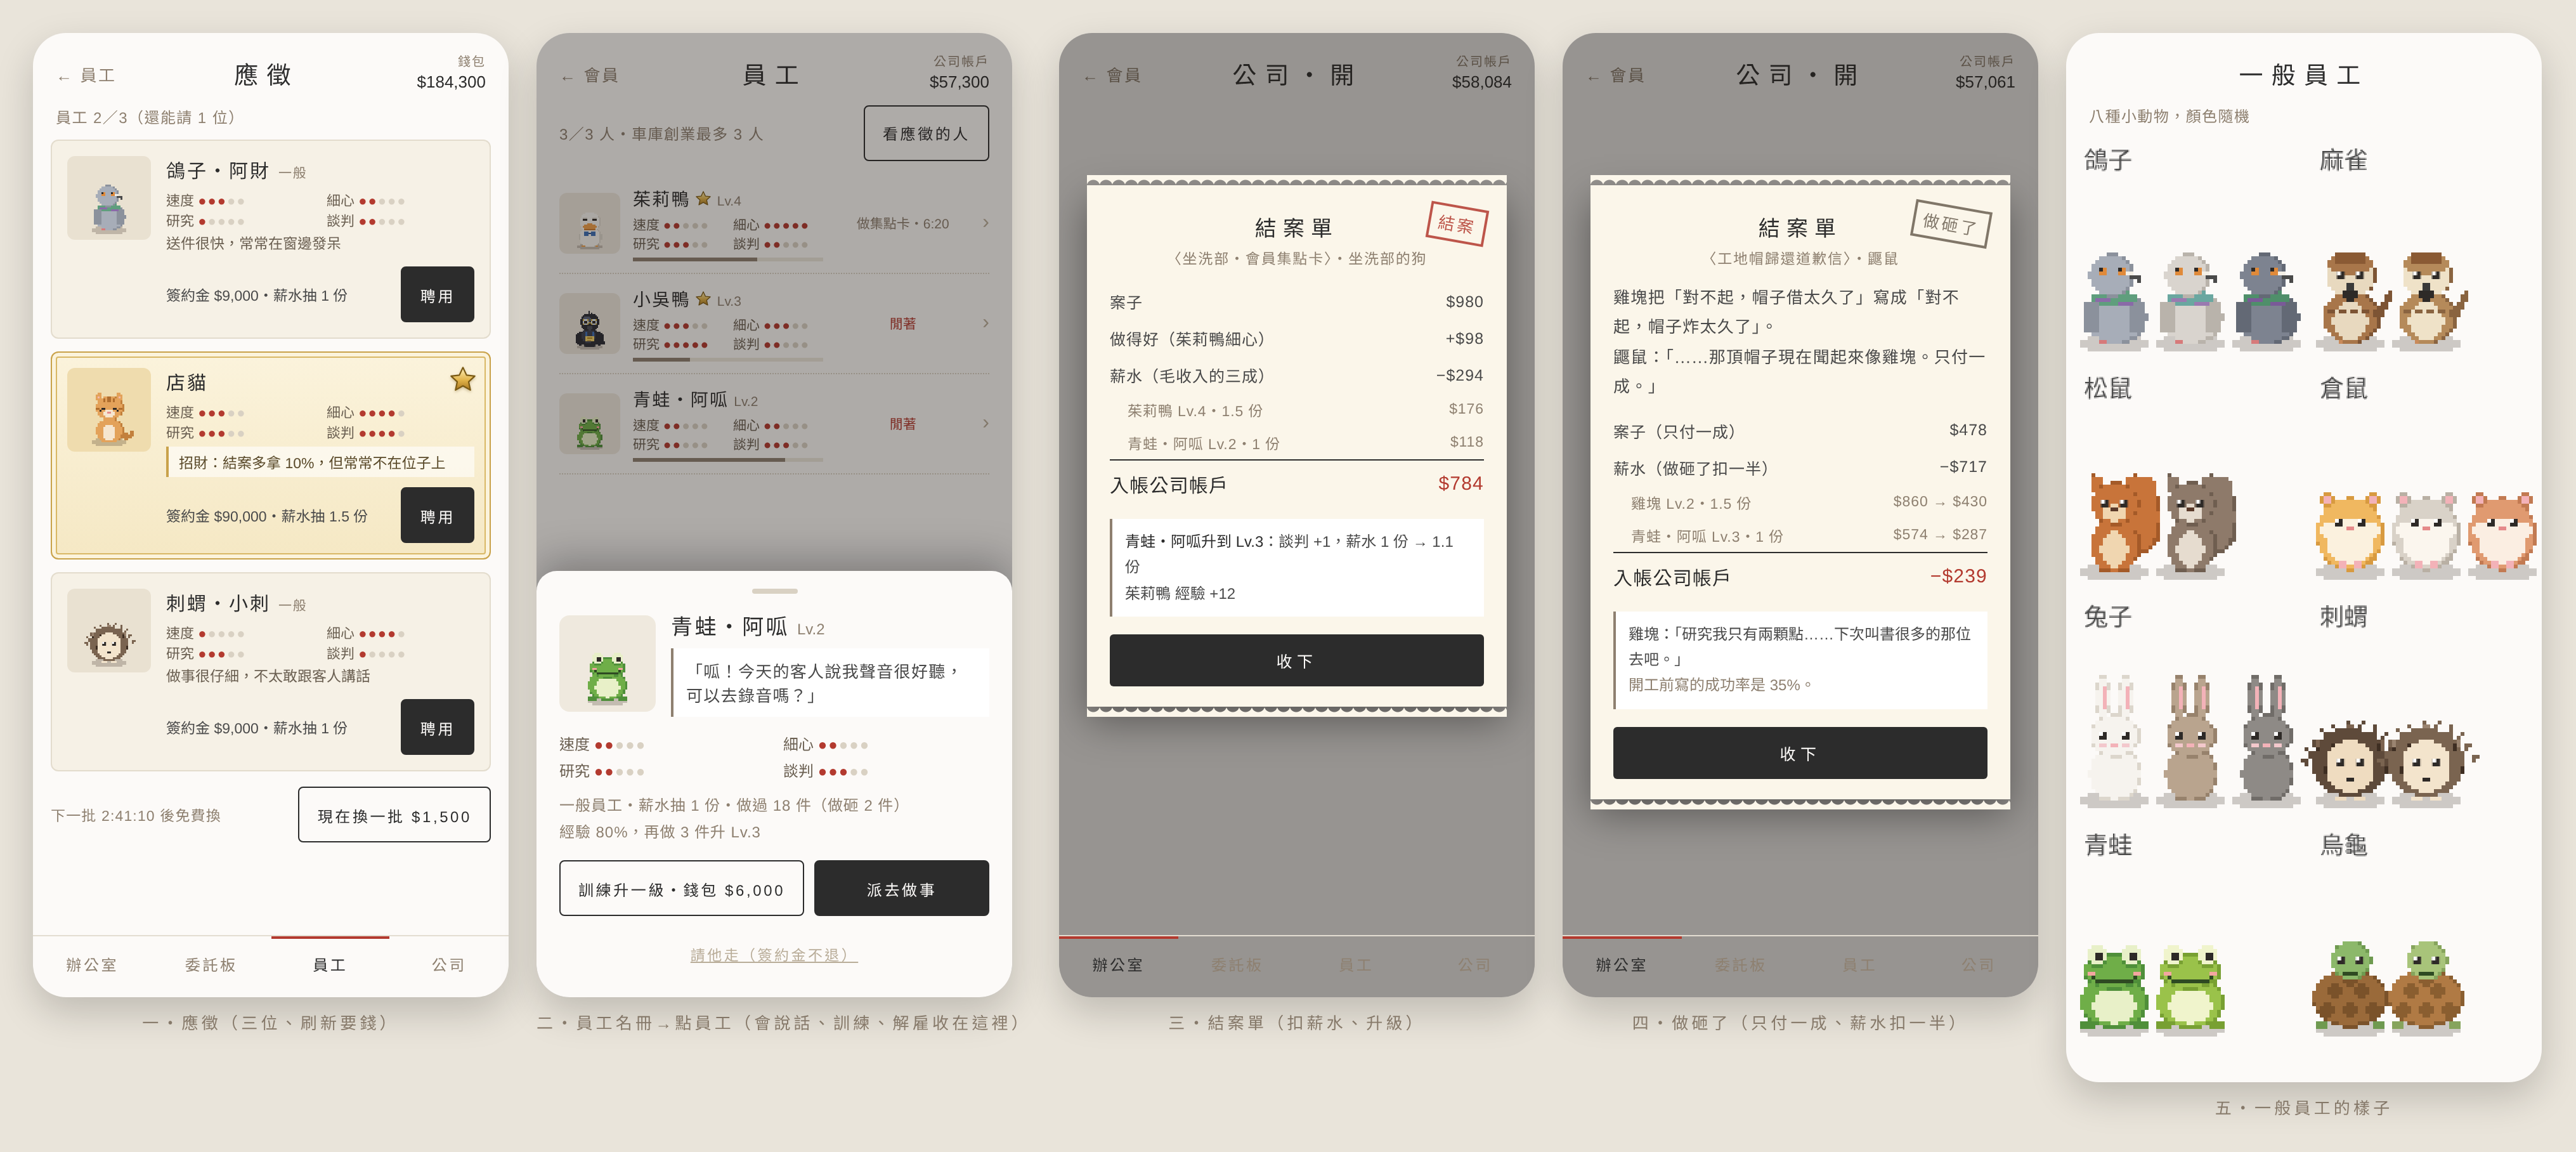 ← 員工
應徵
錢包
$184,300
員工 2／3（還能請 1 位）
鴿子・阿財 一般
速度 細心
研究 談判
送件很快，常常在窗邊發呆
簽約金 $9,000・薪水抽 1 份
聘用
店貓
速度 細心
研究 談判
招財：結案多拿 10%，但常常不在位子上
簽約金 $90,000・薪水抽 1.5 份
聘用
刺蝟・小刺 一般
速度 細心
研究 談判
做事很仔細，不太敢跟客人講話
簽約金 $9,000・薪水抽 1 份
聘用
下一批 2:41:10 後免費換
現在換一批 $1,500
辦公室 委託板 員工 公司
一・應徵（三位、刷新要錢）
← 會員
員工
公司帳戶
$57,300
3／3 人・車庫創業最多 3 人
看應徵的人
茱莉鴨 Lv.4
速度 細心
研究 談判
做集點卡・6:20 ›
小吳鴨 Lv.3
速度 細心
研究 談判
閒著 ›
青蛙・阿呱 Lv.2
速度 細心
研究 談判
閒著 ›
青蛙・阿呱 Lv.2
「呱！今天的客人說我聲音很好聽，
可以去錄音嗎？」
速度 細心
研究 談判
一般員工・薪水抽 1 份・做過 18 件（做砸 2 件）
經驗 80%，再做 3 件升 Lv.3
訓練升一級・錢包 $6,000
派去做事
請他走（簽約金不退）
二・員工名冊→點員工（會說話、訓練、解雇收在這裡）
← 會員
公司・開
公司帳戶
$58,084
結案單
結案
〈坐洗部・會員集點卡〉・坐洗部的狗
案子 $980
做得好（茱莉鴨細心） +$98
薪水（毛收入的三成） −$294
茱莉鴨 Lv.4・1.5 份 $176
青蛙・阿呱 Lv.2・1 份 $118
入帳公司帳戶 $784
青蛙・阿呱升到 Lv.3：談判 +1，薪水 1 份 → 1.1
份
茱莉鴨 經驗 +12
收下
辦公室 委託板 員工 公司
三・結案單（扣薪水、升級）
← 會員
公司・開
公司帳戶
$57,061
結案單
做砸了
〈工地帽歸還道歉信〉・鼴鼠
雞塊把「對不起，帽子借太久了」寫成「對不
起，帽子炸太久了」。
鼴鼠：「……那頂帽子現在聞起來像雞塊。只付一
成。」
案子（只付一成） $478
薪水（做砸了扣一半） −$717
雞塊 Lv.2・1.5 份 $860 → $430
青蛙・阿呱 Lv.3・1 份 $574 → $287
入帳公司帳戶 −$239
雞塊：「研究我只有兩顆點……下次叫書很多的那位
去吧。」
開工前寫的成功率是 35%。
收下
辦公室 委託板 員工 公司
四・做砸了（只付一成、薪水扣一半）
一般員工
八種小動物，顏色隨機
鴿子 麻雀
松鼠 倉鼠
兔子 刺蝟
青蛙 烏龜
五・一般員工的樣子